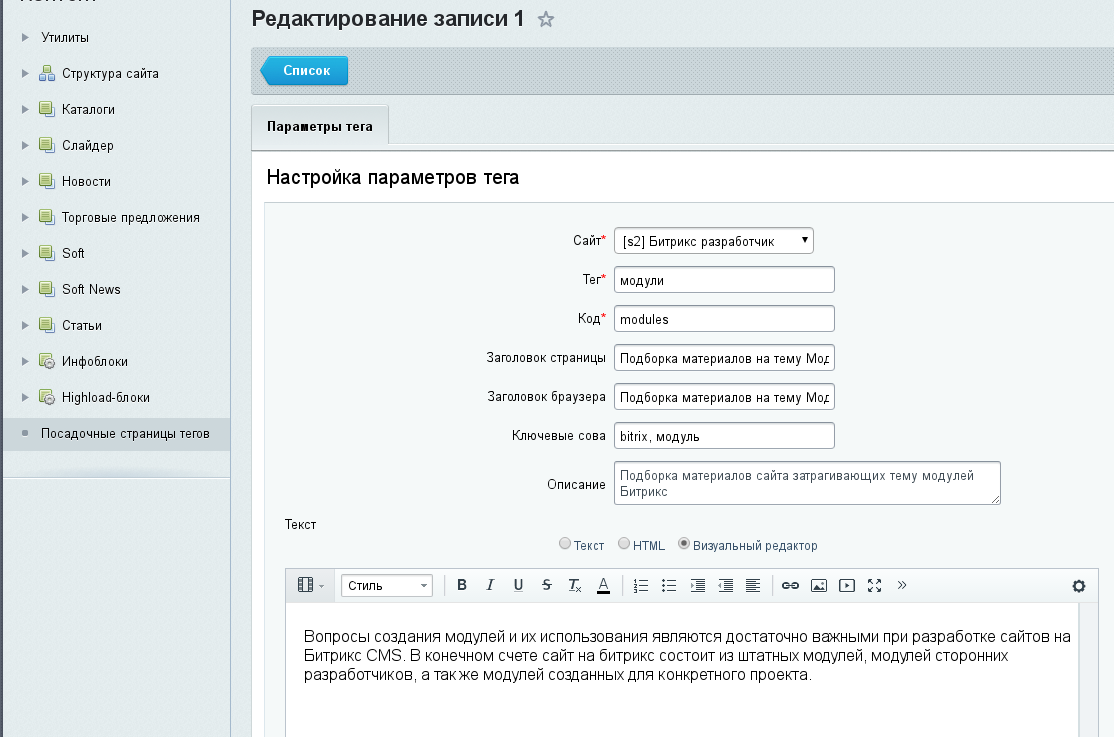 Редактирование записи 1
Утилиты
Структура сайта
Каталоги
Слайдер
Новости
Торговые предложения
Soft
Soft News
Статьи
Инфоблоки
Highload-блоки
Посадочные страницы тегов
Список
Параметры тега
Настройка параметров тега
Сайт* [s2] Битрикс разработчик
Тег* модули
Код* modules
Заголовок страницы Подборка материалов на тему Мод
Заголовок браузера Подборка материалов на тему Мод
Ключевые сова bitrix, модуль
Описание Подборка материалов сайта затрагивающих тему модулей
Битрикс
Текст
Текст HTML Визуальный редактор
Стиль B I U S Tx A »
Вопросы создания модулей и их использования являются достаточно важными при разработке сайтов на
Битрикс CMS. В конечном счете сайт на битрикс состоит из штатных модулей, модулей сторонних
разработчиков, а так же модулей созданных для конкретного проекта.